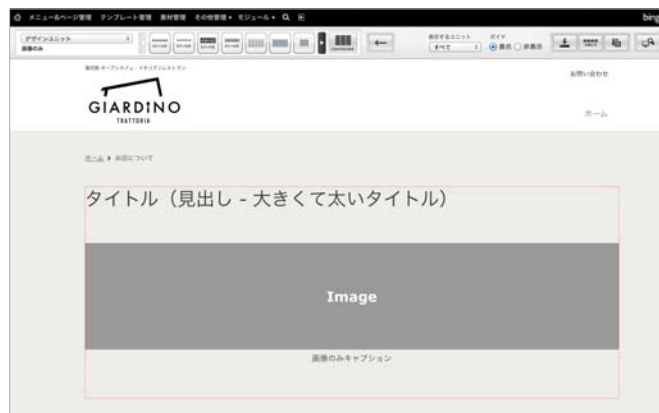 メニュー&ページ管理 テンプレート管理 素材管理 その他管理 モジュール
bing
デザインユニット
画像のみ
表示するユニット
すべて
ガイド
表示 非表示
お問い合わせ
GIARDINO
TRATTORIA
ホーム
ホーム お店について
タイトル（見出し - 大きくて太いタイトル）
Image
画像のみキャプション